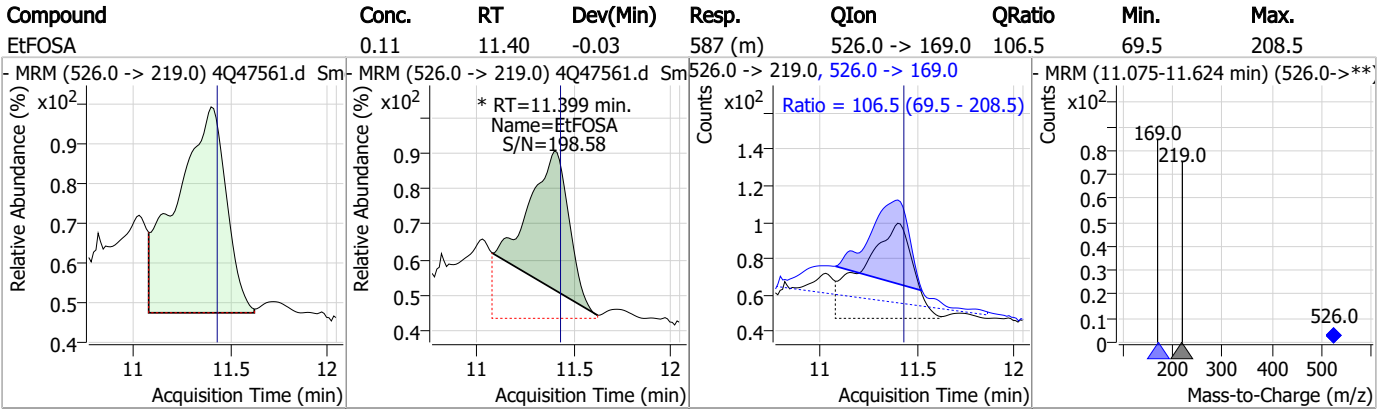 Compound Conc. RT Dev(Min) Resp. QIon QRatio Min. Max.
EtFOSA 0.11 11.40 -0.03 587 (m) 526.0 -> 169.0 106.5 69.5 208.5
- MRM (526.0 -> 219.0) 4Q47561.d Sm
x10²
Relative Abundance (%)
0.9
0.8
0.7
0.6
0.5
0.4
11 11.5 12
Acquisition Time (min)
- MRM (526.0 -> 219.0) 4Q47561.d Sm
x10²
* RT=11.399 min.
Name=EtFOSA
S/N=198.58
Relative Abundance (%)
0.9
0.8
0.7
0.6
0.5
0.4
11 11.5 12
Acquisition Time (min)
526.0 -> 219.0, 526.0 -> 169.0
x10²
Ratio = 106.5 (69.5 - 208.5)
Counts
1.4
1.2
1
0.8
0.6
0.4
11 11.5 12
Acquisition Time (min)
- MRM (11.075-11.624 min) (526.0->**)
x10²
Counts
169.0
219.0
0.8
0.7
0.6
0.5
0.4
0.3
0.2
0.1
0
526.0
200 300 400 500
Mass-to-Charge (m/z)